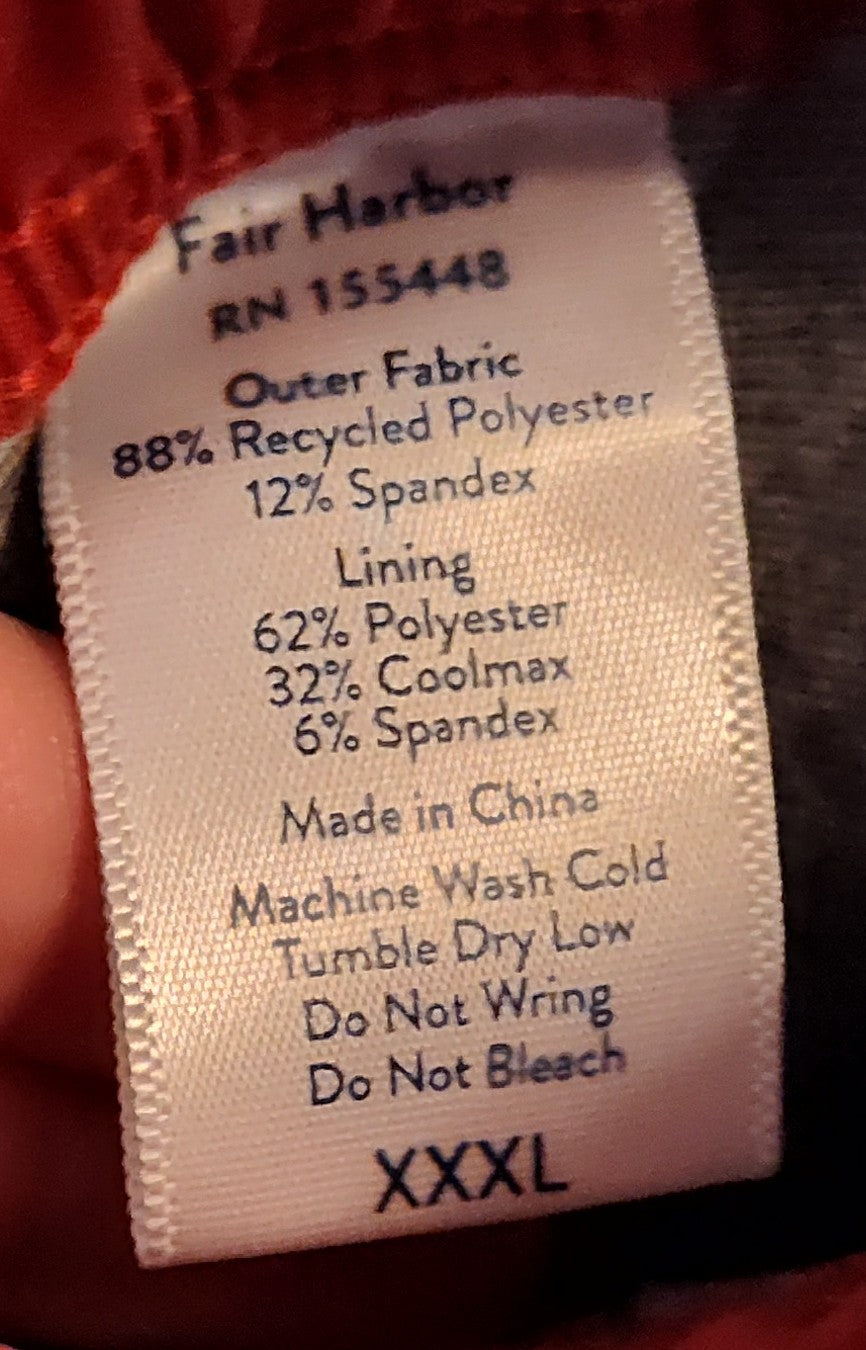 Fair Harbor
RN 155448
Outer Fabric
88% Recycled Polyester
12% Spandex
Lining
62% Polyester
32% Coolmax
6% Spandex
Made in China
Machine Wash Cold
Tumble Dry Low
Do Not Wring
Do Not Bleach
XXXL